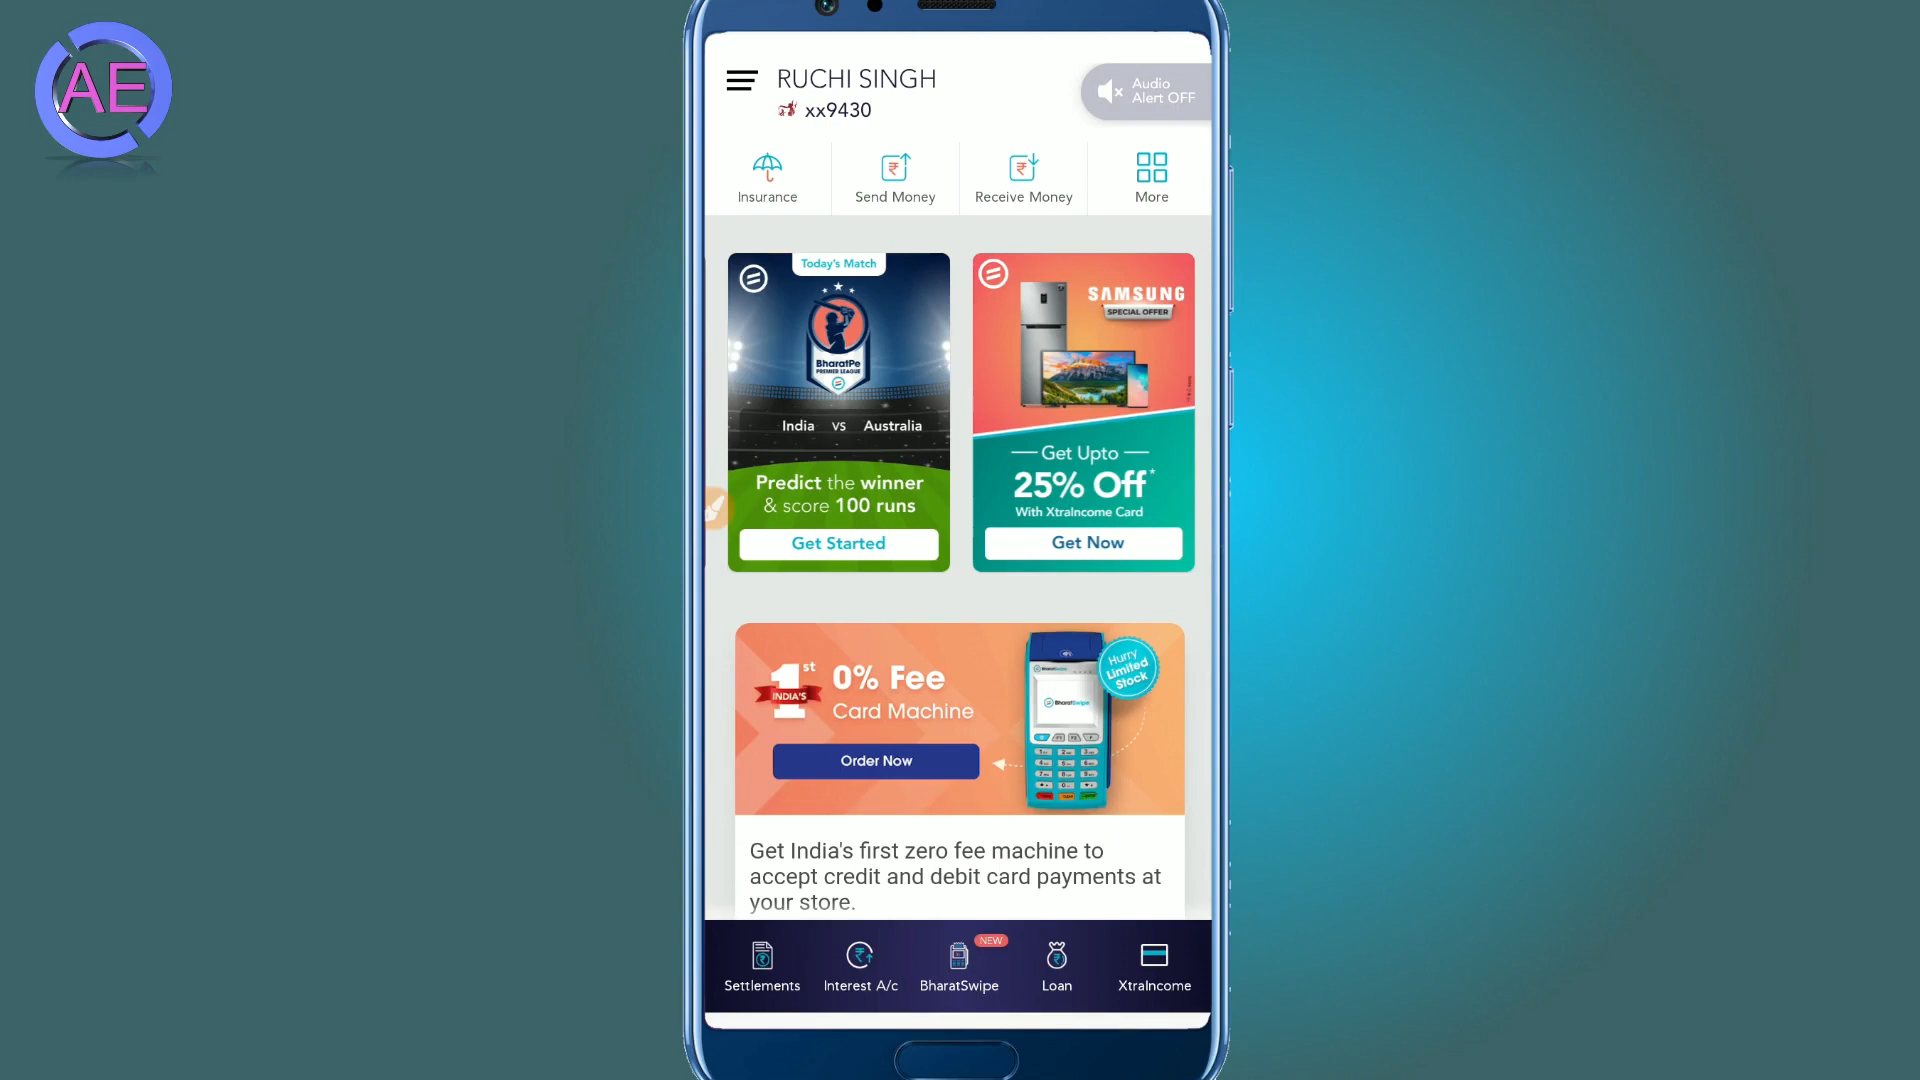 AE
RUCHI SINGH
xx9430
Audio
Alert OFF
Insurance
Send Money
Receive Money
More
Today's Match
BharatPe
PREMIER LEAGUE
India VS Australia
Predict the winner
& score 100 runs
Get Started
SAMSUNG
SPECIAL OFFER
Get Upto
25% Off*
With XtraIncome Card
Get Now
1st
INDIA'S
0% Fee
Card Machine
Order Now
BharatSwipe
Hurry
Limited
Stock
Get India's first zero fee machine to
accept credit and debit card payments at
your store.
NEW
Settlements
Interest A/c
BharatSwipe
Loan
XtraIncome